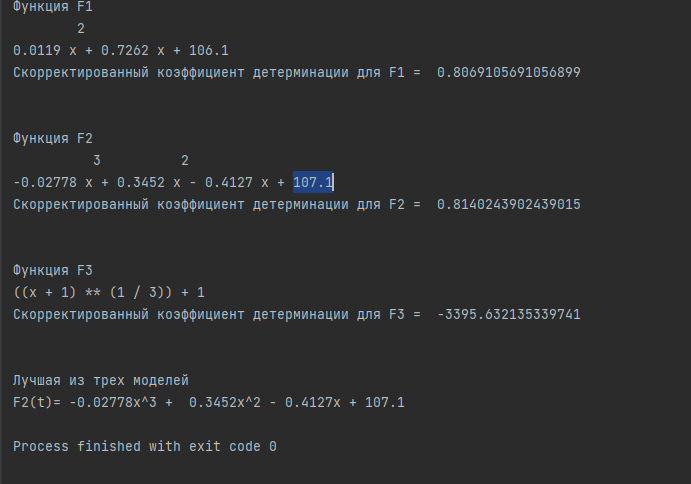 Функция F1
2
0.0119 x + 0.7262 x + 106.1
Скорректированный коэффициент детерминации для F1 =  0.8069105691056899
Функция F2
3          2
-0.02778 x + 0.3452 x - 0.4127 x + 107.1
Скорректированный коэффициент детерминации для F2 =  0.8140243902439015
Функция F3
((x + 1) ** (1 / 3)) + 1
Скорректированный коэффициент детерминации для F3 =  -3395.632135339741
Лучшая из трех моделей
F2(t)= -0.02778x^3 +  0.3452x^2 - 0.4127x + 107.1
Process finished with exit code 0